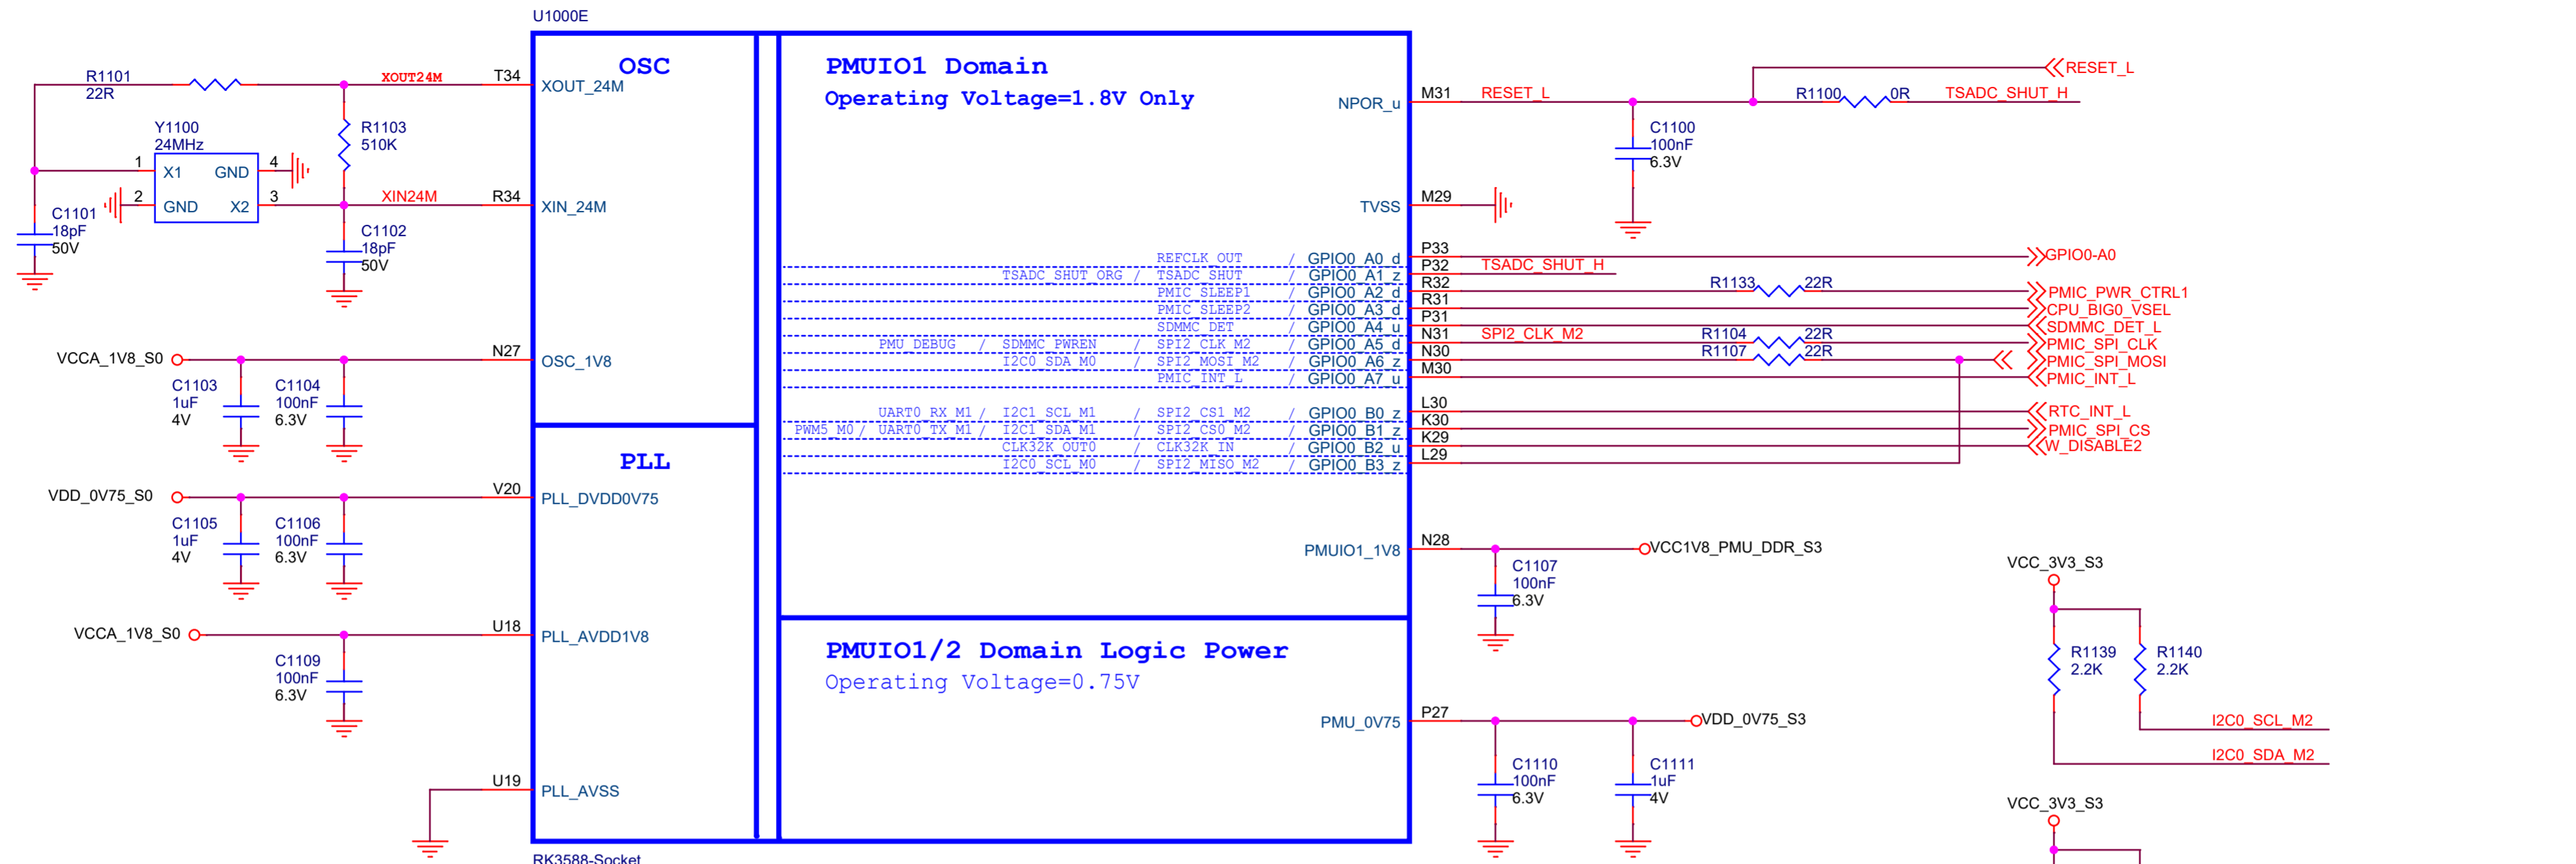 U1000E
OSC
PMUIO1 Domain
Operating Voltage=1.8V Only
R1101
22R
XOUT24M
T34
XOUT_24M
Y1100
24MHz
1
X1
GND
4
2
GND
X2
3
R1103
510K
XIN24M
R34
XIN_24M
C1101
18pF
50V
C1102
18pF
50V
VCCA_1V8_S0
N27
OSC_1V8
C1103
1uF
4V
C1104
100nF
6.3V
PLL
VDD_0V75_S0
V20
PLL_DVDD0V75
C1105
1uF
4V
C1106
100nF
6.3V
VCCA_1V8_S0
U18
PLL_AVDD1V8
C1109
100nF
6.3V
U19
PLL_AVSS
RK3588-Socket
NPOR_u
M31
RESET_L
RESET_L
R1100
0R
TSADC_SHUT_H
C1100
100nF
6.3V
TVSS
M29
REFCLK_OUT / GPIO0_A0_d P33 GPIO0-A0
TSADC_SHUT_ORG / TSADC_SHUT / GPIO0_A1_z P32 TSADC_SHUT_H
PMIC_SLEEP1 / GPIO0_A2_d R32 R1133 22R PMIC_PWR_CTRL1
PMIC_SLEEP2 / GPIO0_A3_d R31 CPU_BIG0_VSEL
SDMMC_DET / GPIO0_A4_u P31 SDMMC_DET_L
PMU_DEBUG / SDMMC_PWREN / SPI2_CLK_M2 / GPIO0_A5_d N31 SPI2_CLK_M2 R1104 22R PMIC_SPI_CLK
I2C0_SDA_M0 / SPI2_MOSI_M2 / GPIO0_A6_z N30 R1107 22R PMIC_SPI_MOSI
PMIC_INT_L / GPIO0_A7_u M30 PMIC_INT_L
UART0_RX_M1 / I2C1_SCL_M1 / SPI2_CS1_M2 / GPIO0_B0_z L30 RTC_INT_L
PWM5_M0 / UART0_TX_M1 / I2C1_SDA_M1 / SPI2_CS0_M2 / GPIO0_B1_z K30 PMIC_SPI_CS
CLK32K_OUT0 / CLK32K_IN / GPIO0_B2_u K29 W_DISABLE2
I2C0_SCL_M0 / SPI2_MISO_M2 / GPIO0_B3_z L29
PMUIO1_1V8
N28
VCC1V8_PMU_DDR_S3
C1107
100nF
6.3V
PMUIO1/2 Domain Logic Power
Operating Voltage=0.75V
PMU_0V75
P27
VDD_0V75_S3
C1110
100nF
6.3V
C1111
1uF
4V
VCC_3V3_S3
R1139
2.2K
R1140
2.2K
I2C0_SCL_M2
I2C0_SDA_M2
VCC_3V3_S3